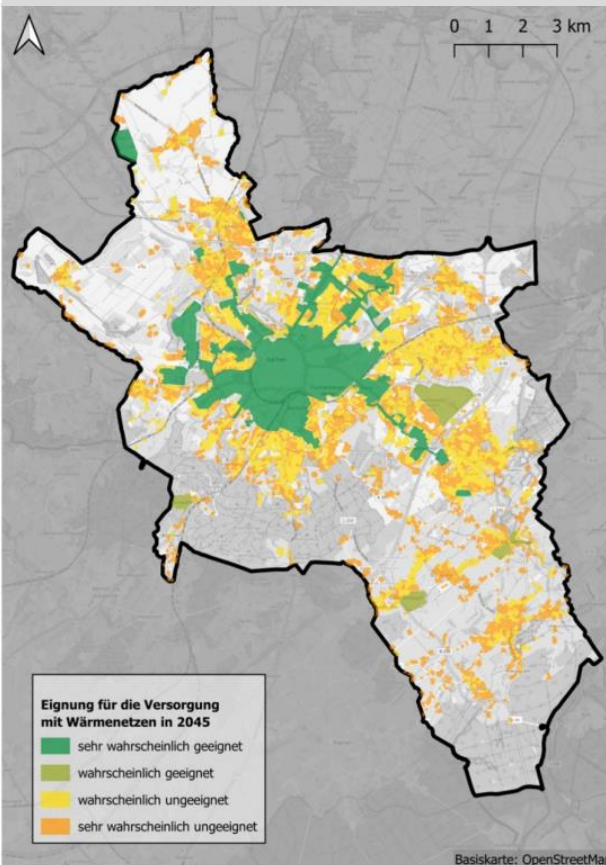 0 1 2 3 km
Eignung für die Versorgung
mit Wärmenetzen in 2045
sehr wahrscheinlich geeignet
wahrscheinlich geeignet
wahrscheinlich ungeeignet
sehr wahrscheinlich ungeeignet
Basiskarte: OpenStreetMa